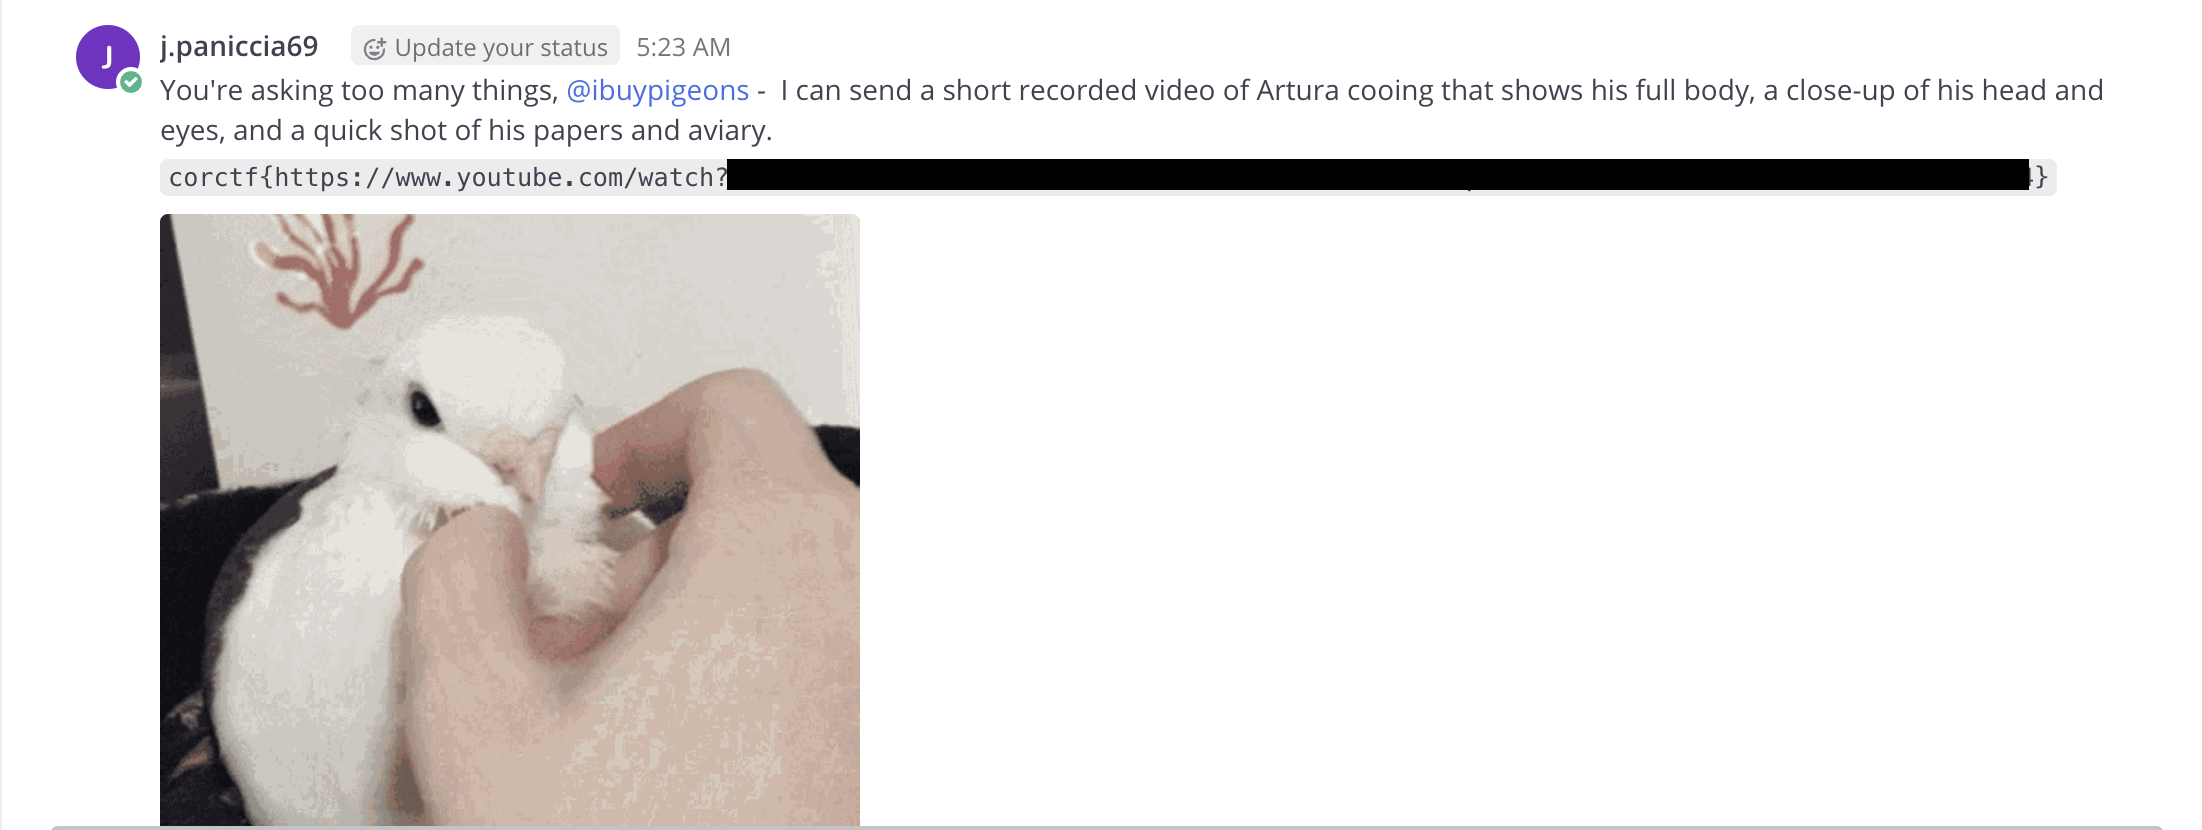 J
j.paniccia69 Update your status 5:23 AM
You're asking too many things, @ibuypigeons - I can send a short recorded video of Artura cooing that shows his full body, a close-up of his head and
eyes, and a quick shot of his papers and aviary.
corctf{https://www.youtube.com/watch? }